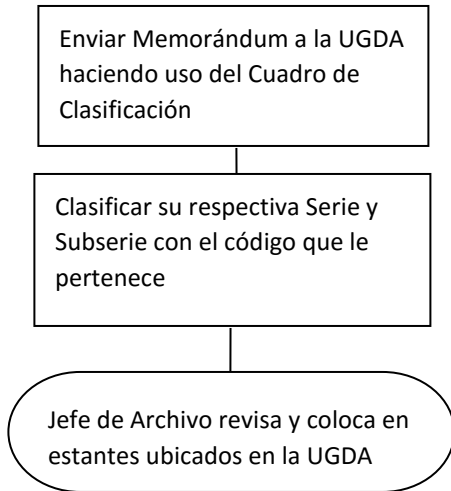 Enviar Memorándum a la UGDA
haciendo uso del Cuadro de
Clasificación
Clasificar su respectiva Serie y
Subserie con el código que le
pertenece
Jefe de Archivo revisa y coloca en
estantes ubicados en la UGDA